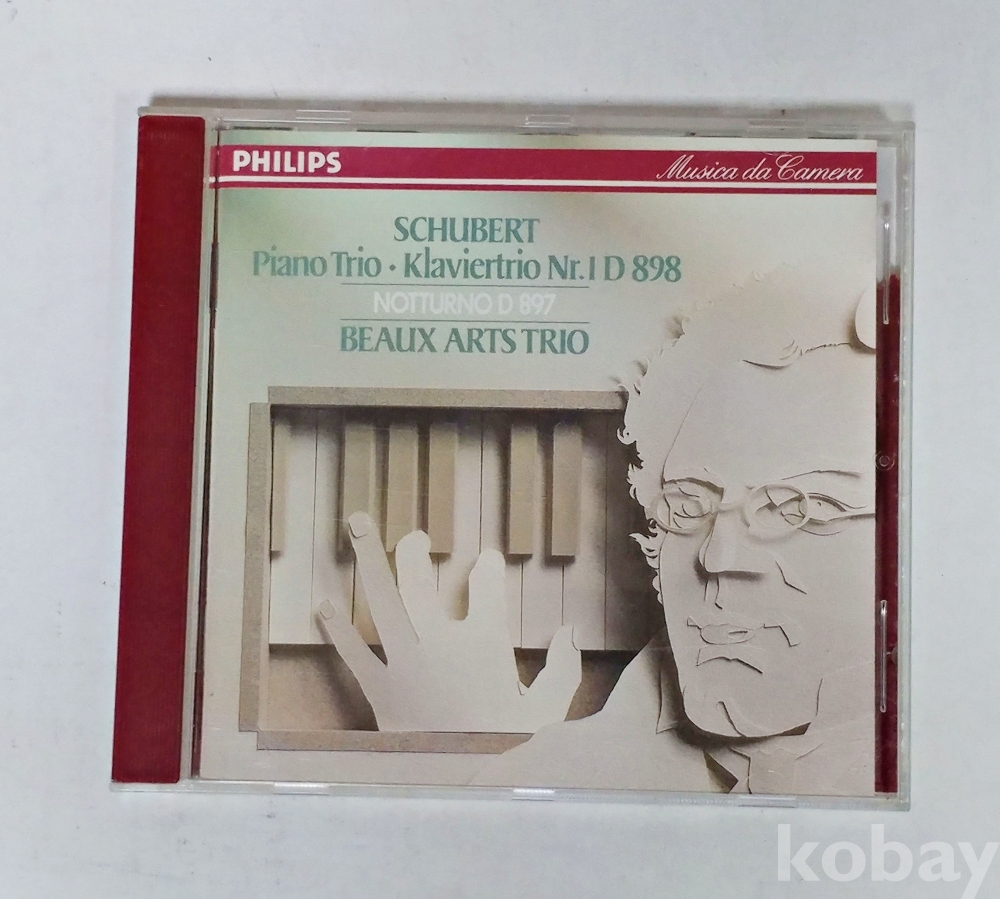 PHILIPS
Musica da Camera
SCHUBERT
Piano Trio · Klaviertrio Nr. 1 D 898
NOTTURNO D 897
BEAUX ARTS TRIO
kobay